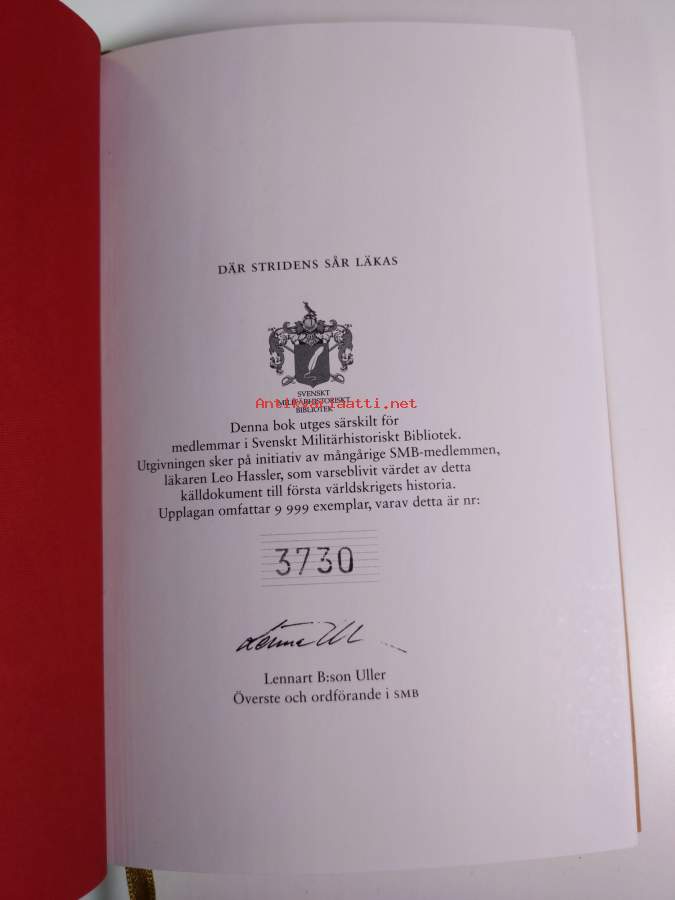 DÄR STRIDENS SÅR LÄKAS
SVENSKT
MILITÄRHISTORISKT
BIBLIOTEK
Antikvariaatti.net
Denna bok utges särskilt för
medlemmar i Svenskt Militärhistoriskt Bibliotek.
Utgivningen sker på initiativ av mångårige SMB-medlemmen,
läkaren Leo Hassler, som varseblivit värdet av detta
källdokument till första världskrigets historia.
Upplagan omfattar 9 999 exemplar, varav detta är nr:
3730
Lennart B:son Uller
Överste och ordförande i SMB